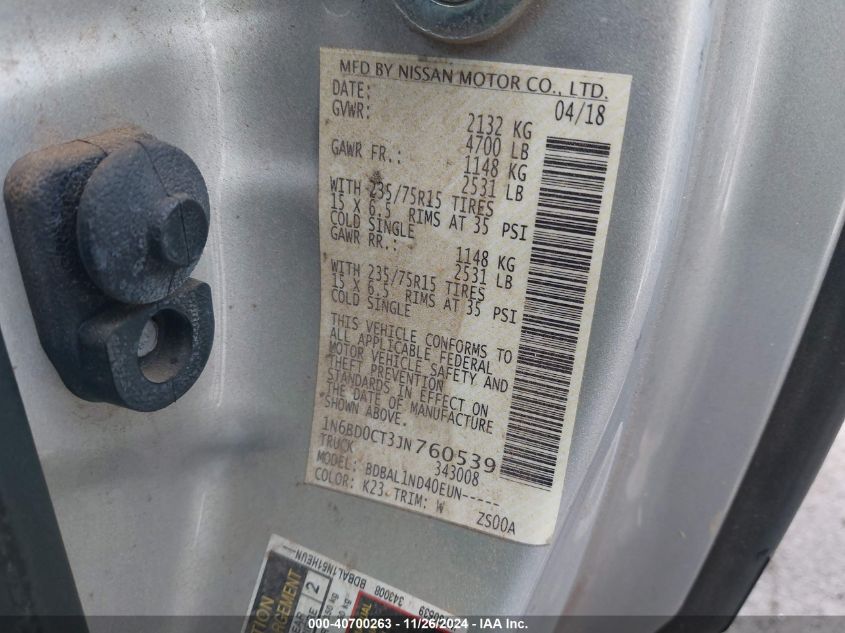 MFD BY NISSAN MOTOR CO., LTD.
DATE: 04/18
GVWR: 2132 KG
4700 LB
GAWR FR.: 1148 KG
2531 LB
WITH 235/75R15 TIRES
15 X 6.5 RIMS AT 35 PSI
COLD SINGLE
GAWR RR.: 1148 KG
2531 LB
WITH 235/75R15 TIRES
15 X 6.5 RIMS AT 35 PSI
COLD SINGLE
THIS VEHICLE CONFORMS TO
ALL APPLICABLE FEDERAL
MOTOR VEHICLE SAFETY AND
THEFT PREVENTION
STANDARDS IN EFFECT ON
THE DATE OF MANUFACTURE
SHOWN ABOVE.
1N6BD0CT3JN760539
TRUCK 343008
MODEL: BDBAL1ND40EUN-----
COLOR: K23 TRIM: W ZS00A
343008 BDBAL1N51HEUN
2
------40700263 - 11/26/2024 - IAA Inc.